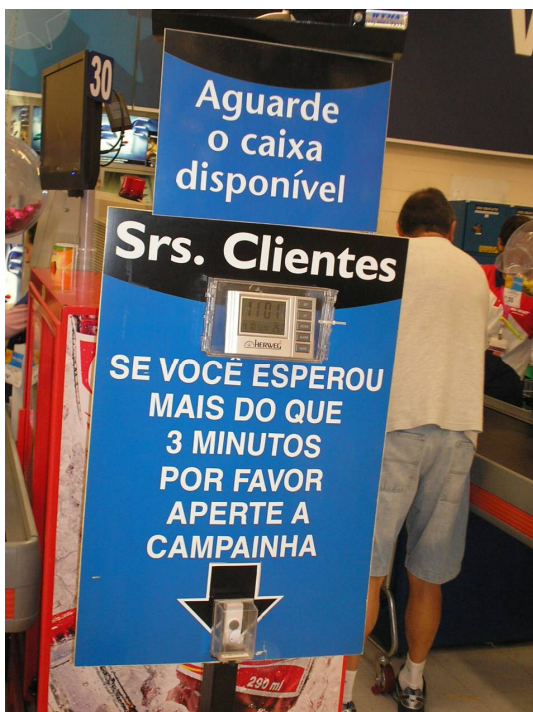 30
Aguarde
o caixa
disponível
Srs. Clientes
HERWEG
SE VOCÊ ESPEROU
MAIS DO QUE
3 MINUTOS
POR FAVOR
APERTE A
CAMPAINHA
290 ml